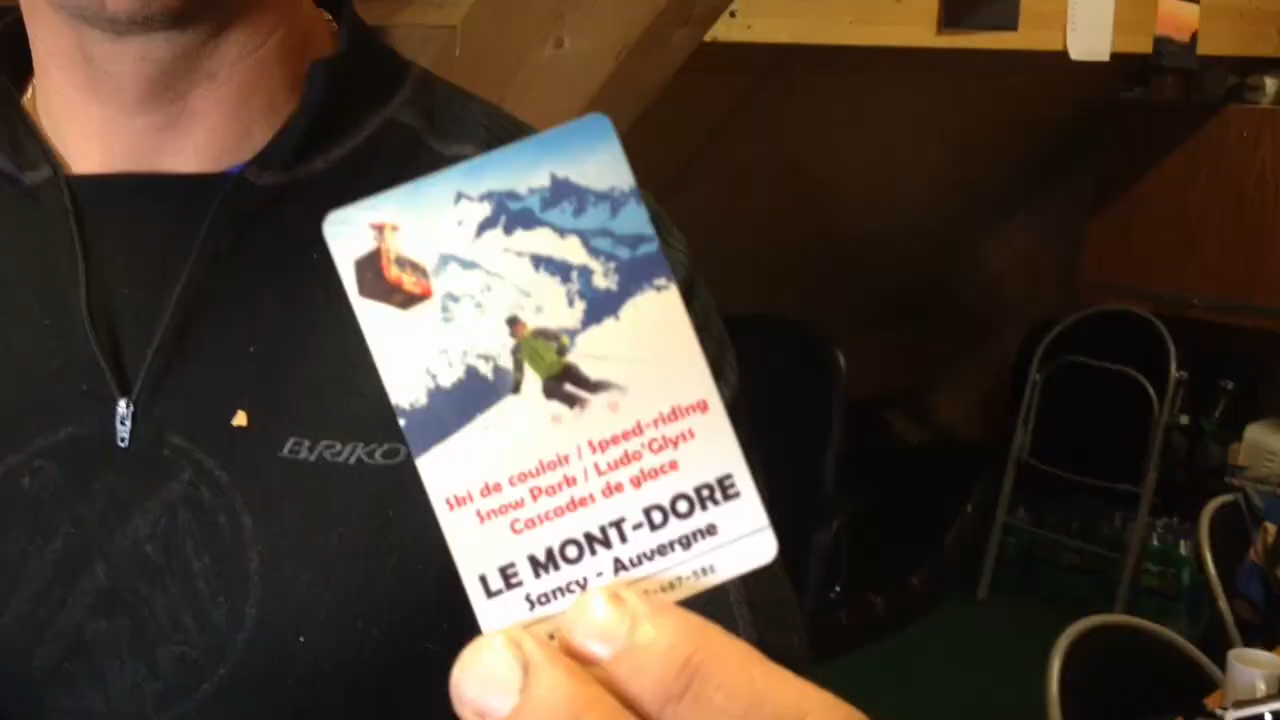 BRIKO
Ski de couloir / Speed-riding
Snow Park / Ludo'Glyss
Cascades de glace
LE MONT-DORE
Sancy - Auvergne